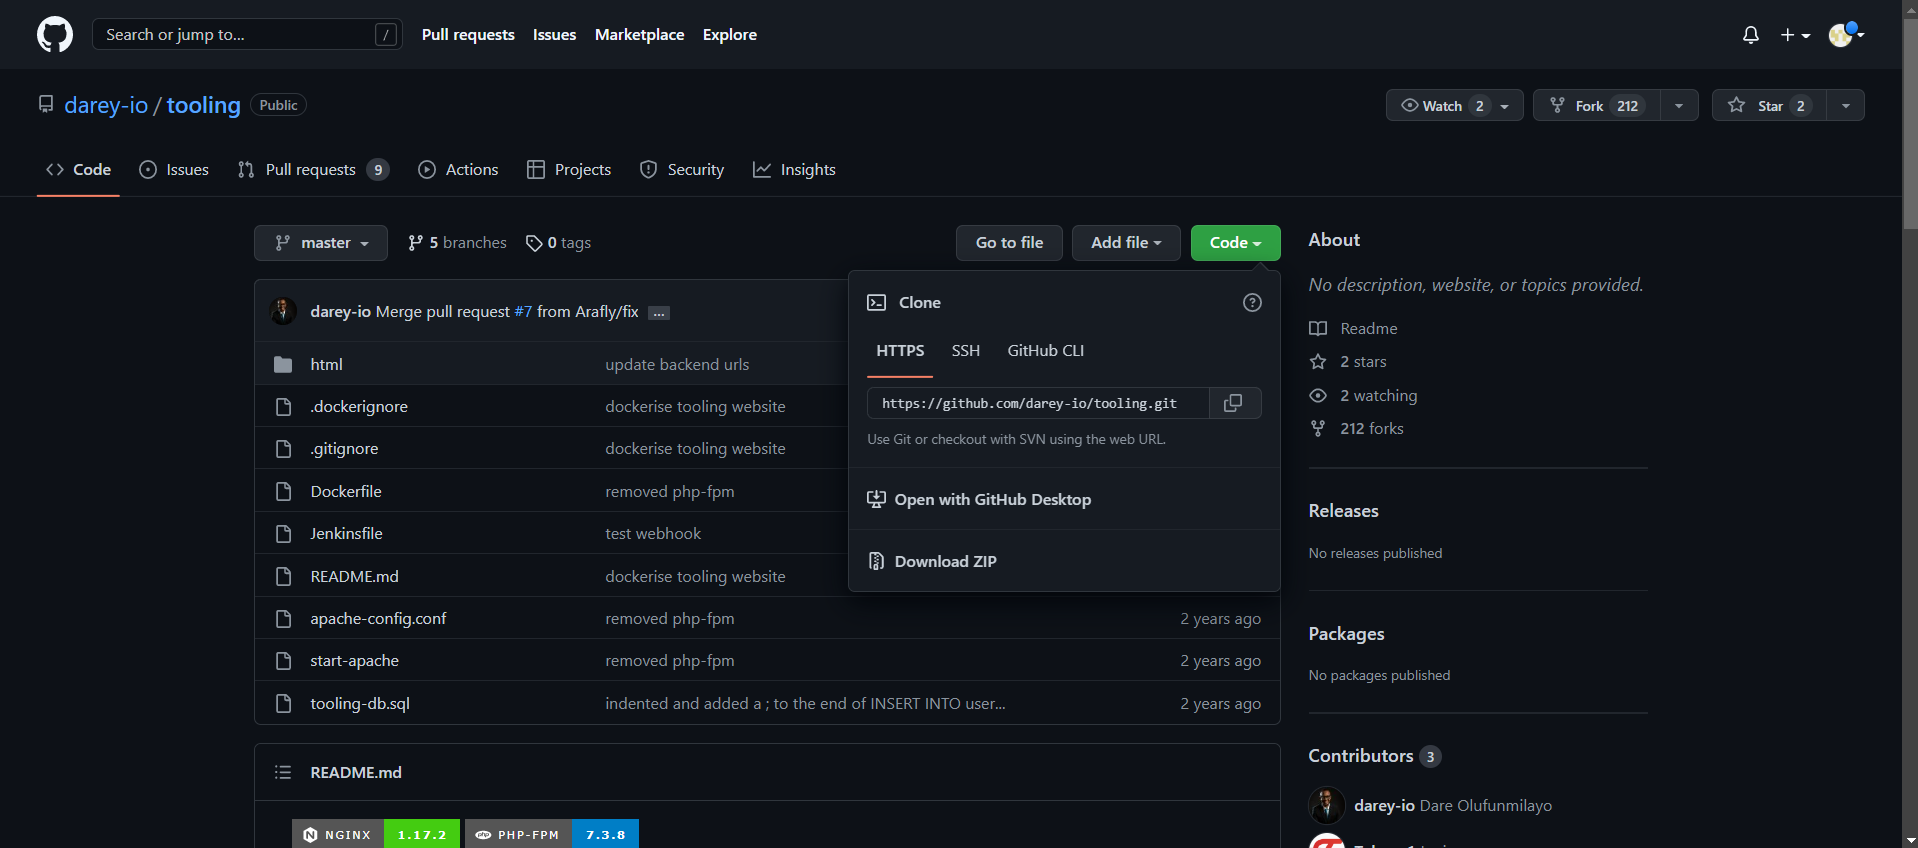 Search or jump to... /
Pull requests Issues Marketplace Explore
darey-io / tooling Public
Watch 2 Fork 212 Star 2
Code Issues Pull requests 9 Actions Projects Security Insights
master 5 branches 0 tags Go to file Add file Code
darey-io Merge pull request #7 from Arafly/fix ...
html update backend urls
.dockerignore dockerise tooling website
.gitignore dockerise tooling website
Dockerfile removed php-fpm
Jenkinsfile test webhook
README.md dockerise tooling website
apache-config.conf removed php-fpm 2 years ago
start-apache removed php-fpm 2 years ago
tooling-db.sql indented and added a ; to the end of INSERT INTO user... 2 years ago
Clone
HTTPS SSH GitHub CLI
https://github.com/darey-io/tooling.git
Use Git or checkout with SVN using the web URL.
Open with GitHub Desktop
Download ZIP
README.md
NGINX 1.17.2 php PHP-FPM 7.3.8
About
No description, website, or topics provided.
Readme
2 stars
2 watching
212 forks
Releases
No releases published
Packages
No packages published
Contributors 3
darey-io Dare Olufunmilayo